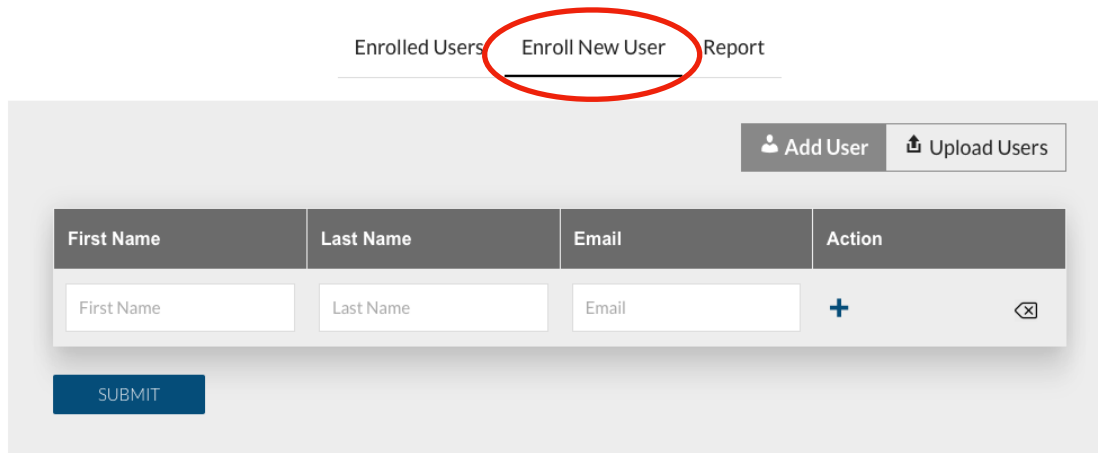 Enrolled Users Enroll New User Report
Add User Upload Users
First Name Last Name Email Action
First Name Last Name Email
SUBMIT